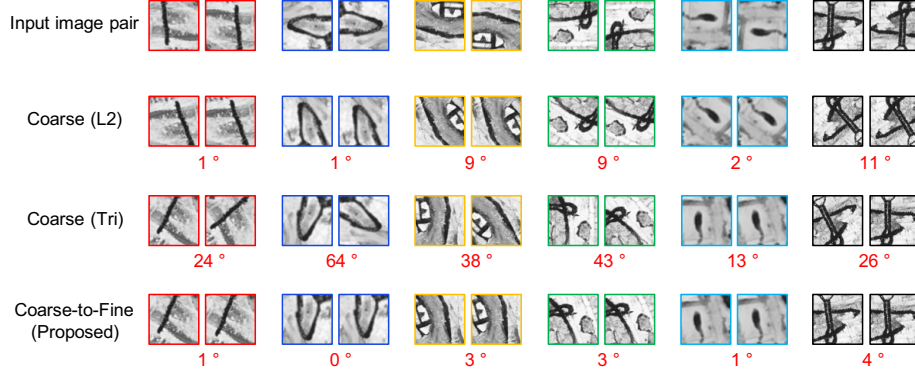 Input image pair
Coarse (L2)
1 ° 1 ° 9 ° 9 ° 2 ° 11 °
Coarse (Tri)
24 ° 64 ° 38 ° 43 ° 13 ° 26 °
Coarse-to-Fine
(Proposed)
1 ° 0 ° 3 ° 3 ° 1 ° 4 °